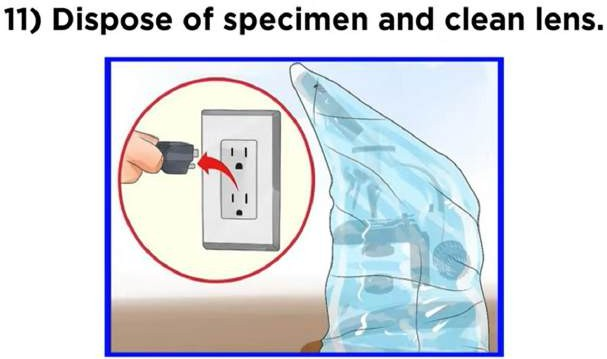 11) Dispose of specimen and clean lens.